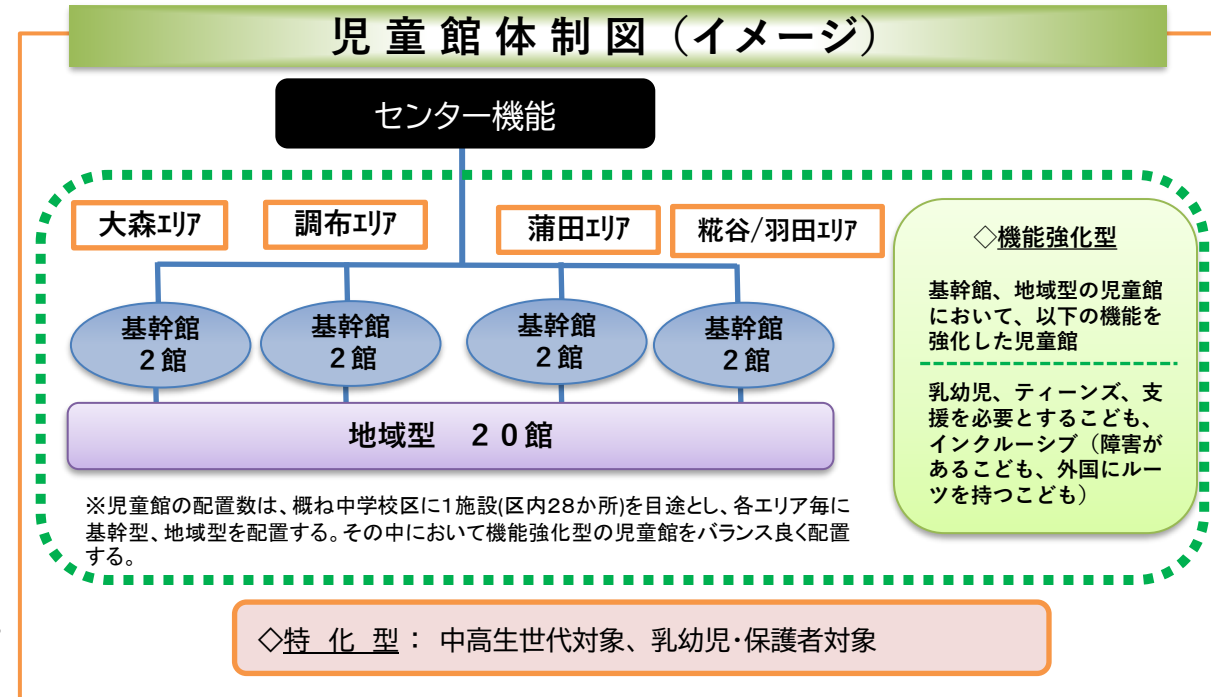 児童館体制図（イメージ）
センター機能
大森ｴﾘｱ
調布ｴﾘｱ
蒲田ｴﾘｱ
糀谷/羽田ｴﾘｱ
基幹館
２館
基幹館
２館
基幹館
２館
基幹館
２館
地域型　２０館
※児童館の配置数は、概ね中学校区に１施設(区内２８か所)を目途とし、各エリア毎に
基幹型、地域型を配置する。その中において機能強化型の児童館をバランス良く配置
する。
◇機能強化型
基幹館、地域型の児童館
において、以下の機能を
強化した児童館
乳幼児、ティーンズ、支
援を必要とするこども、
インクルーシブ（障害が
あるこども、外国にルー
ツを持つこども）
◇特 化 型： 中高生世代対象、乳幼児・保護者対象